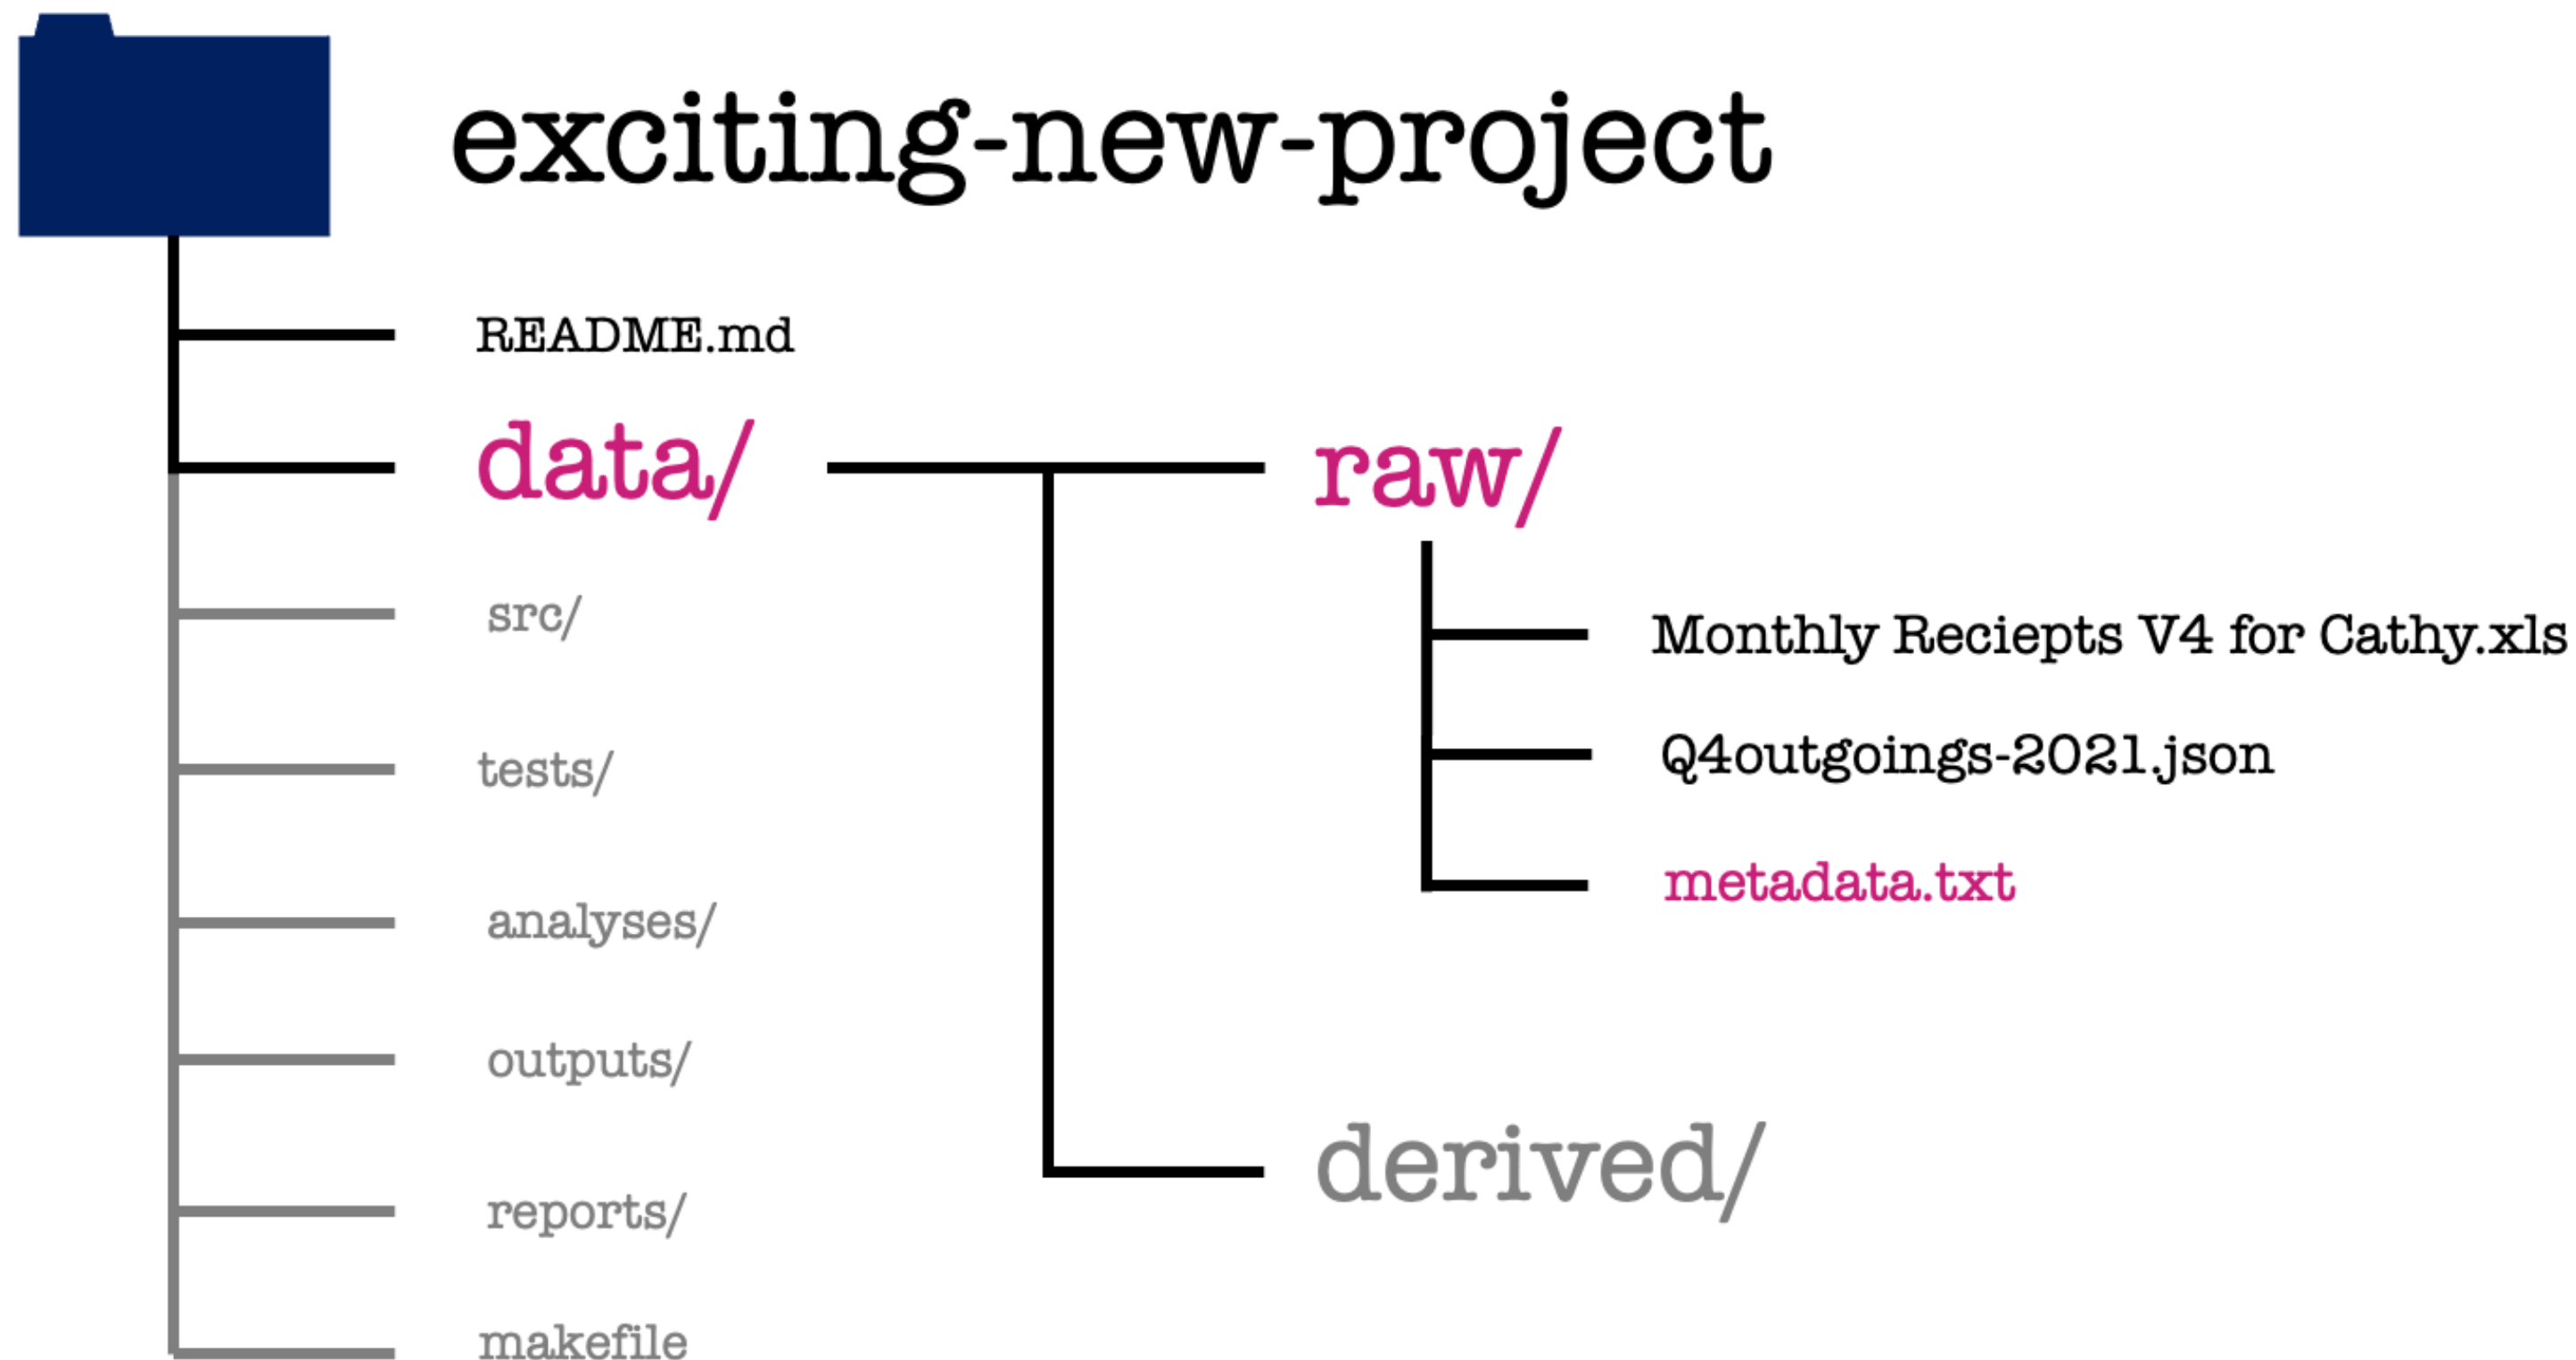 exciting-new-project
README.md
data/
raw/
src/
Monthly Reciepts V4 for Cathy.xls
Q4outgoings-2021.json
tests/
metadata.txt
analyses/
outputs/
derived/
reports/
makefile